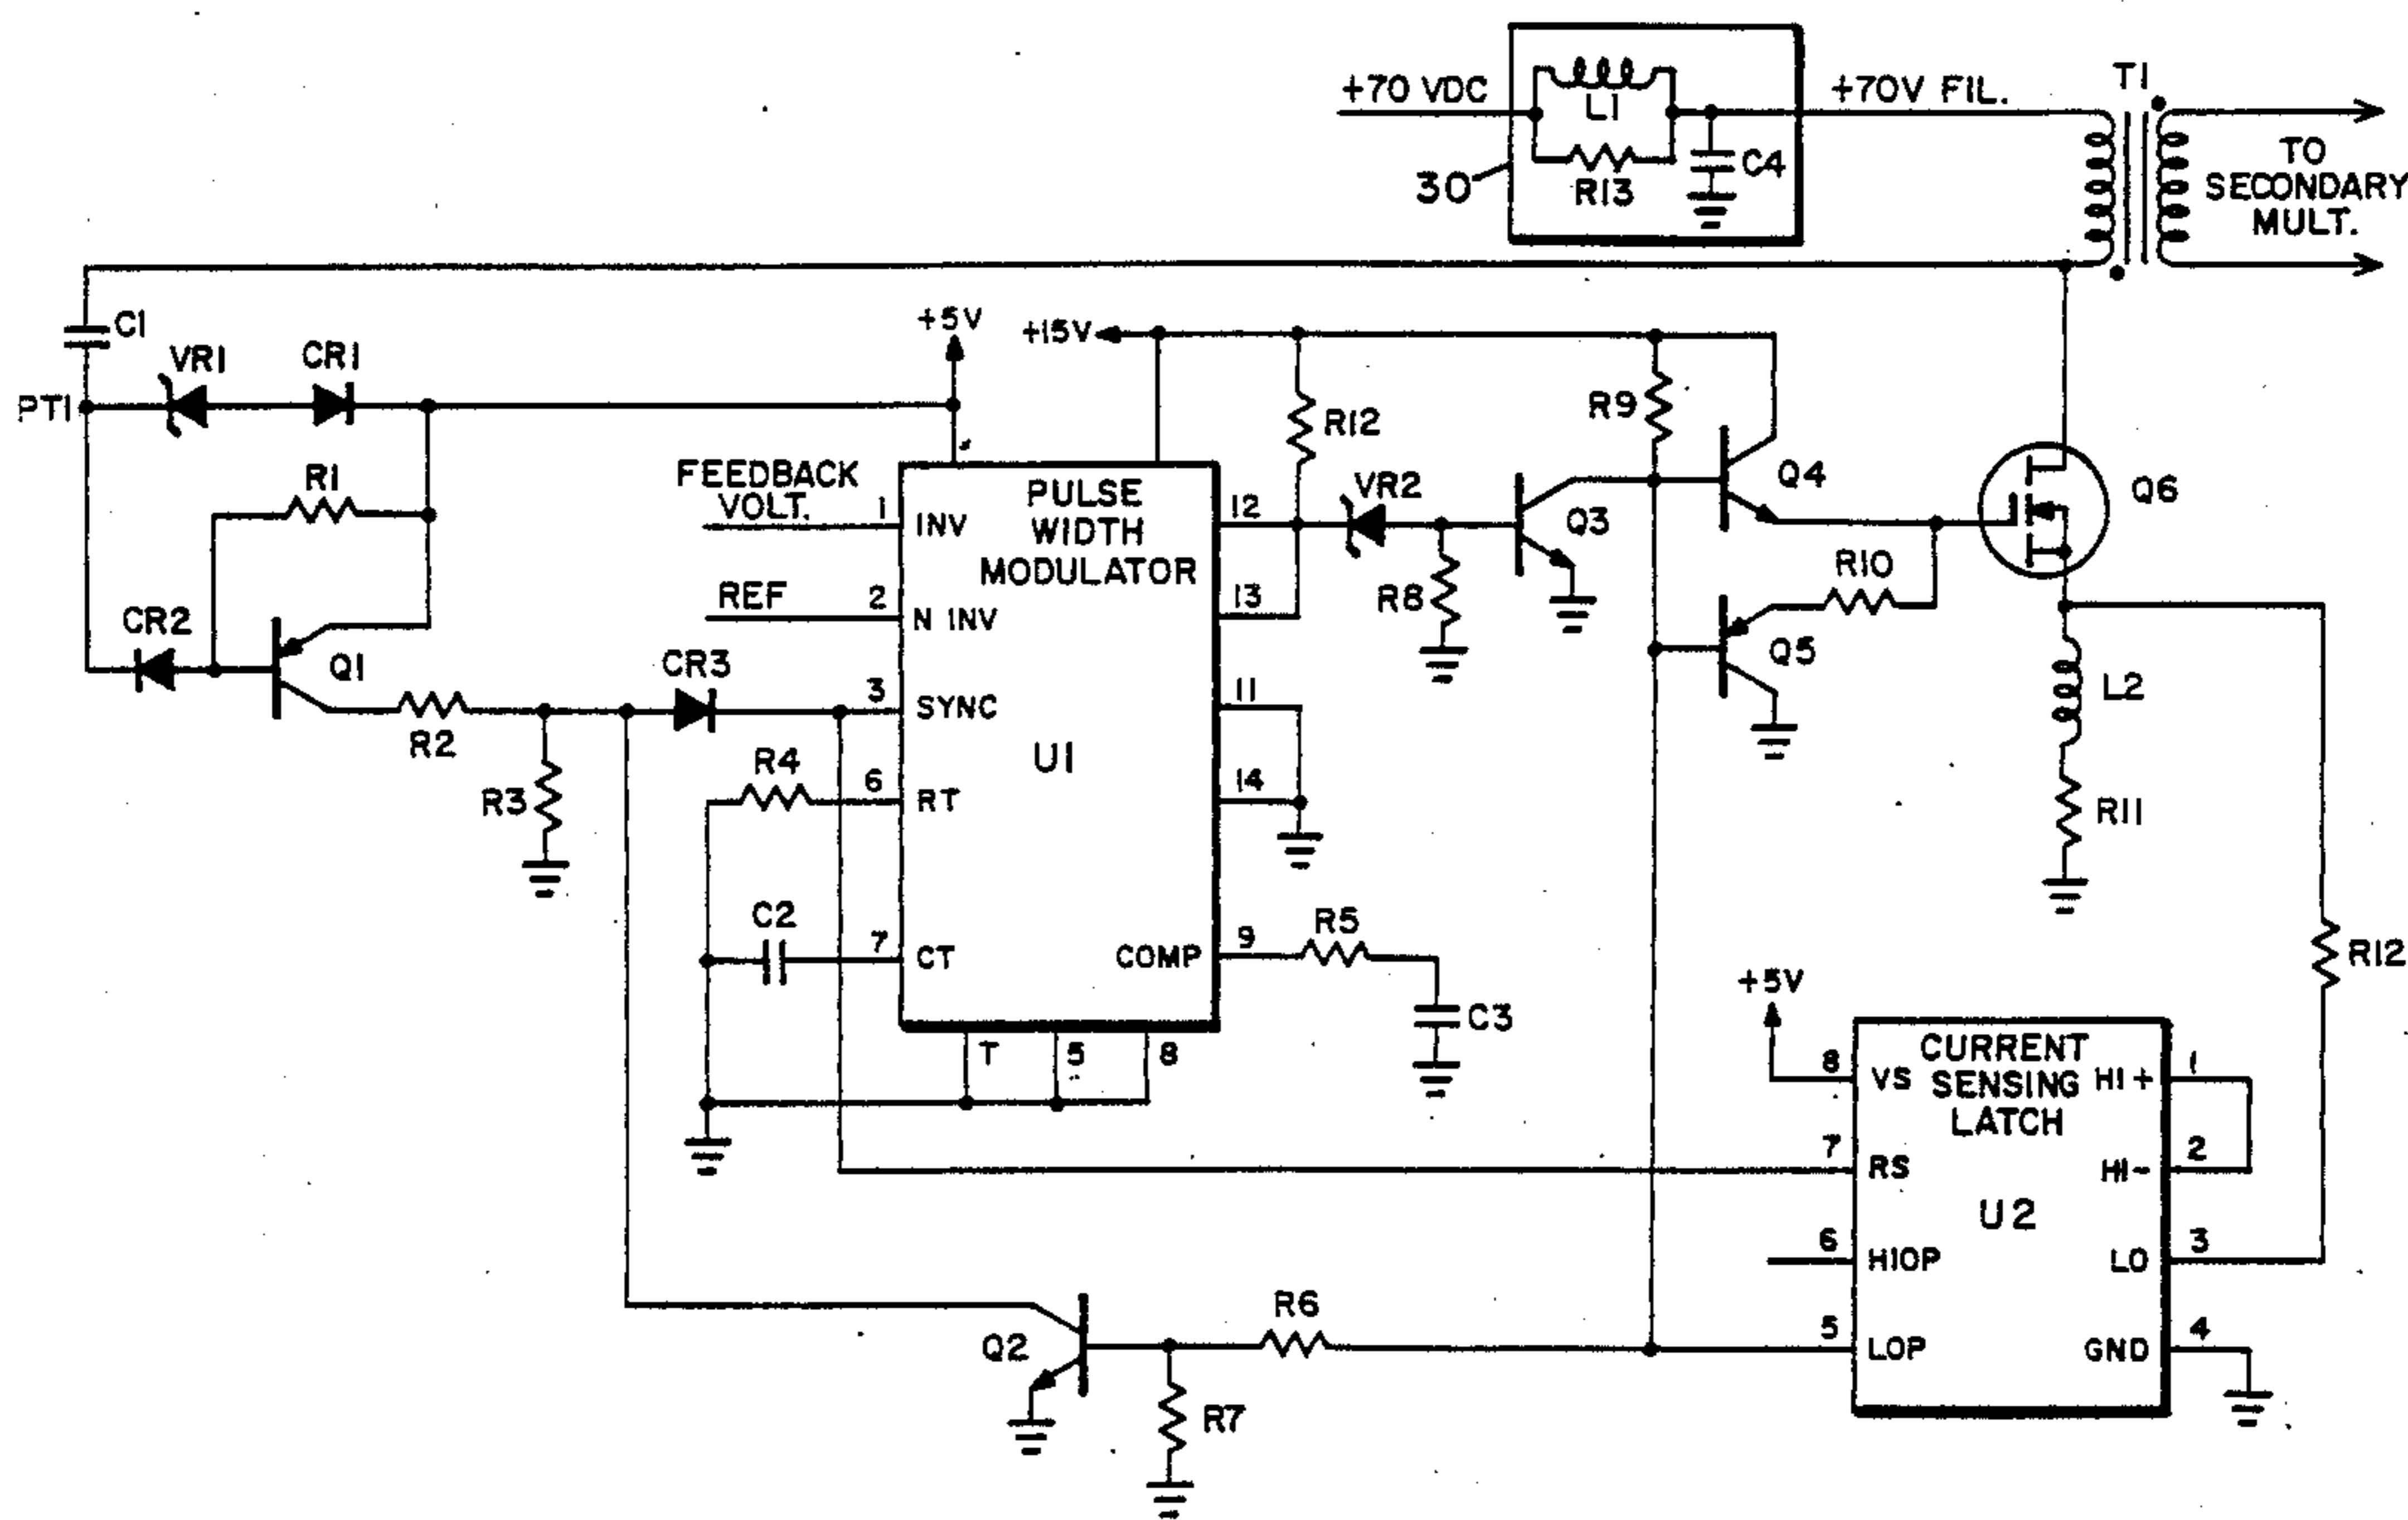 +70 VDC
L1
R13
C4
30
+70V FIL.
T1
TO
SECONDARY
MULT.
C1
PT1
VR1
CR1
+5V
+15V
R1
CR2
Q1
R2
R3
CR3
FEEDBACK
VOLT.
REF
1
INV
2
N INV
3
SYNC
R4
6
RT
C2
7
CT
PULSE
WIDTH
MODULATOR
U1
COMP
12
13
11
14
9
T
5
8
R12
VR2
R8
Q3
R9
Q4
Q5
R10
Q6
L2
R11
R12
R5
C3
+5V
CURRENT
SENSING
LATCH
U2
8
VS
7
RS
6
HIOP
5
LOP
HI+
1
HI-
2
LO
3
GND
4
Q2
R6
R7